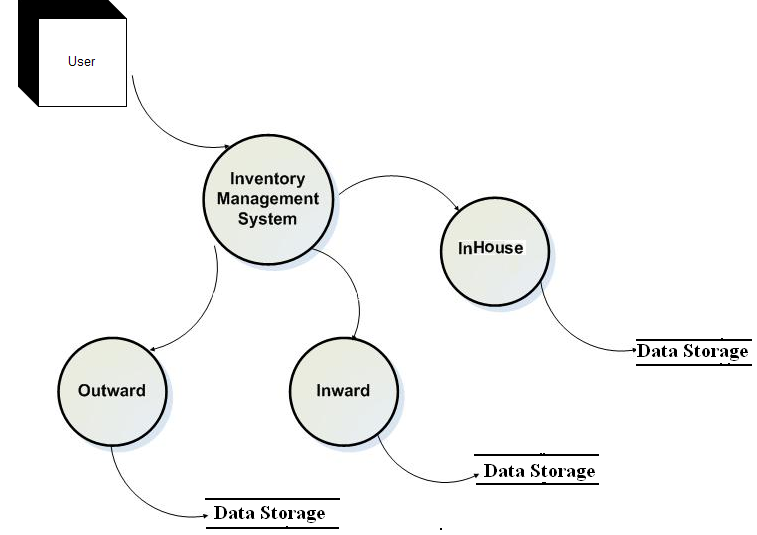 User
Inventory
Management
System
InHouse
Data Storage
Outward
Inward
Data Storage
Data Storage